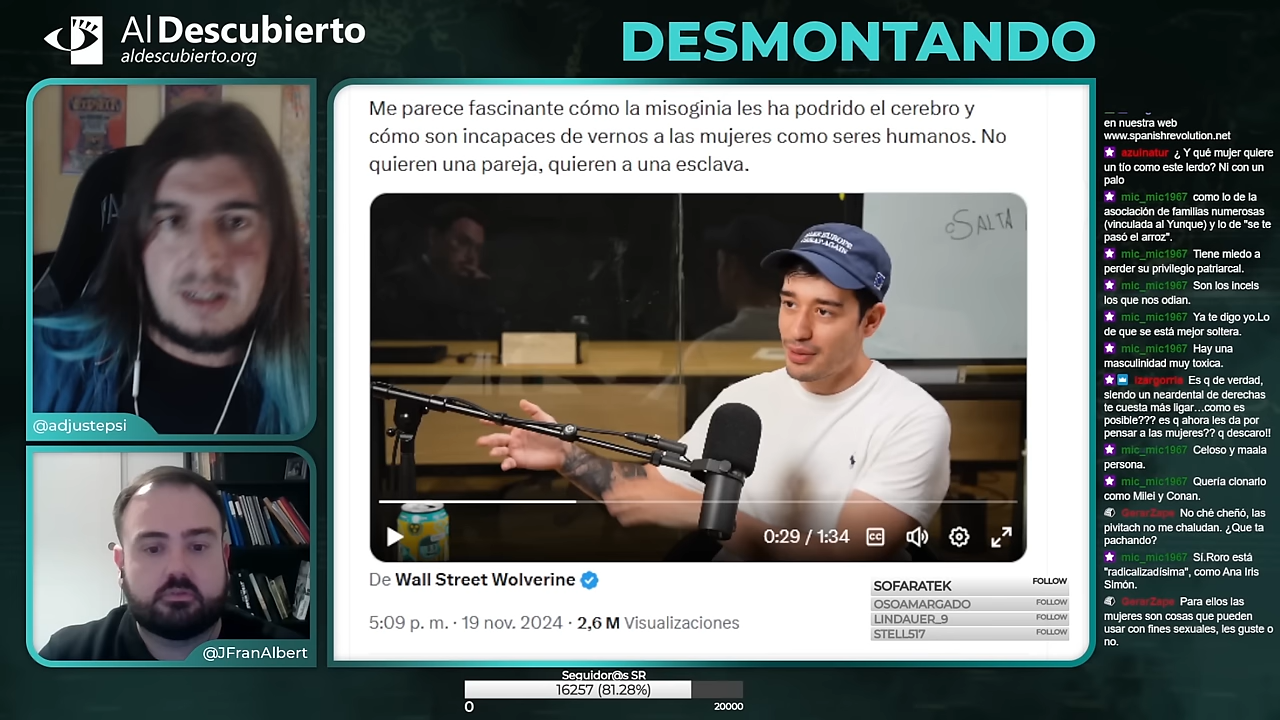 Al Descubierto
aldescubierto.org
DESMONTANDO
@adjustepsi
@JFranAlbert
Me parece fascinante cómo la misoginia les ha podrido el cerebro y
cómo son incapaces de vernos a las mujeres como seres humanos. No
quieren una pareja, quieren a una esclava.
SALTA
0:29 / 1:34
CC
De Wall Street Wolverine
5:09 p. m. · 19 nov. 2024 · 2,6 M Visualizaciones
SOFARATEK FOLLOW
OSOAMARGADO FOLLOW
LINDAUER_9 FOLLOW
STELL517 FOLLOW
en nuestra web
www.spanishrevolution.net
azulnatur ¿ Y qué mujer quiere
un tío como este lerdo? Ni con un
palo
mic_mic1967 como lo de la
asociación de familias numerosas
(vinculada al Yunque) y lo de "se te
pasó el arroz".
mic_mic1967 Tiene miedo a
perder su privilegio patriarcal.
mic_mic1967 Son los incels
los que nos odian.
mic_mic1967 Ya te digo yo.Lo
de que se está mejor soltera.
mic_mic1967 Hay una
masculinidad muy toxica.
izargorria Es q de verdad,
siendo un neardental de derechas
te cuesta más ligar...como es
posible??? es q ahora les da por
pensar a las mujeres?? q descaro!!
mic_mic1967 Celoso y maala
persona.
mic_mic1967 Quería clonarlo
como Milei y Conan.
GerarZape No ché cheñó, las
pivitach no me chaludan. ¿Que ta
pachando?
mic_mic1967 Sí.Roro está
"radicalizadísima", como Ana Iris
Simón.
GerarZape Para ellos las
mujeres son cosas que pueden
usar con fines sexuales, les guste o
no.
Seguidor@s SR
16257 (81.28%)
0 20000